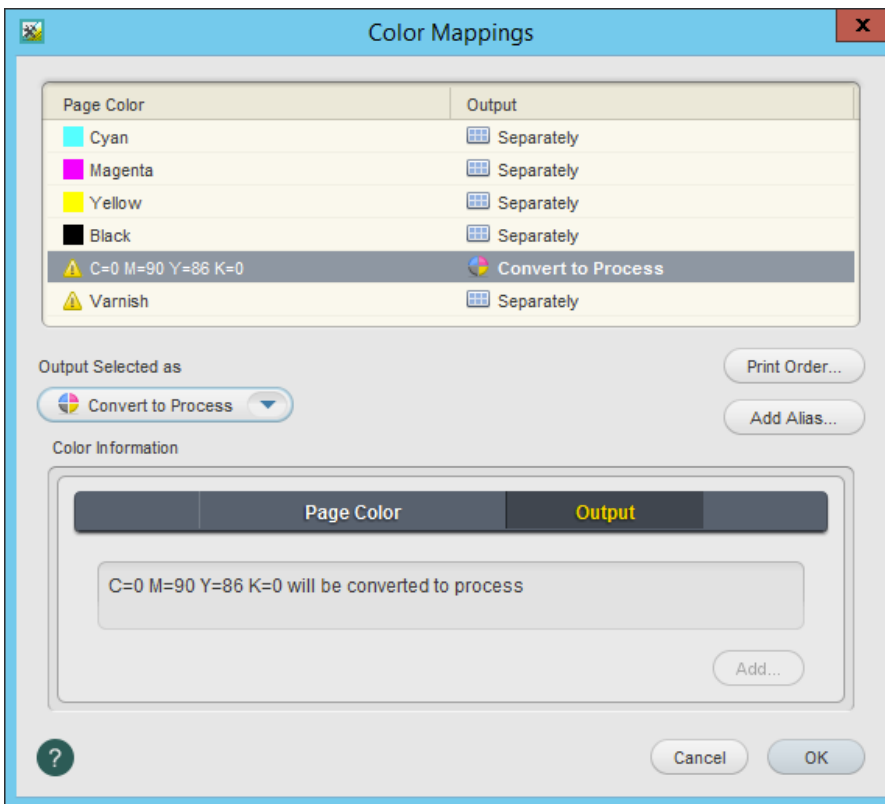 Color Mappings
x
Page Color Output
Cyan Separately
Magenta Separately
Yellow Separately
Black Separately
C=0 M=90 Y=86 K=0 Convert to Process
Varnish Separately
Output Selected as
Print Order...
Convert to Process
Add Alias...
Color Information
Page Color Output
C=0 M=90 Y=86 K=0 will be converted to process
Add...
? Cancel OK